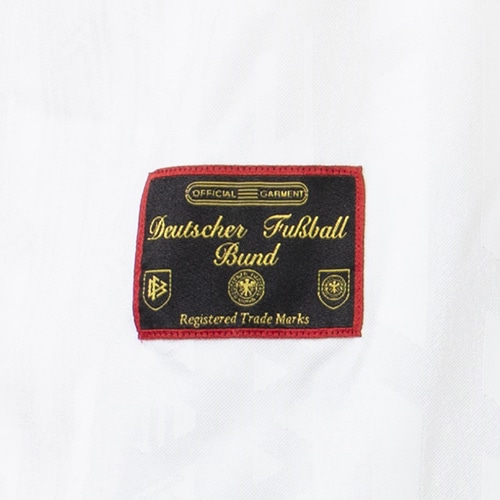 OFFICIAL GARMENT
Deutscher Fußball
Bund
Registered Trade Marks